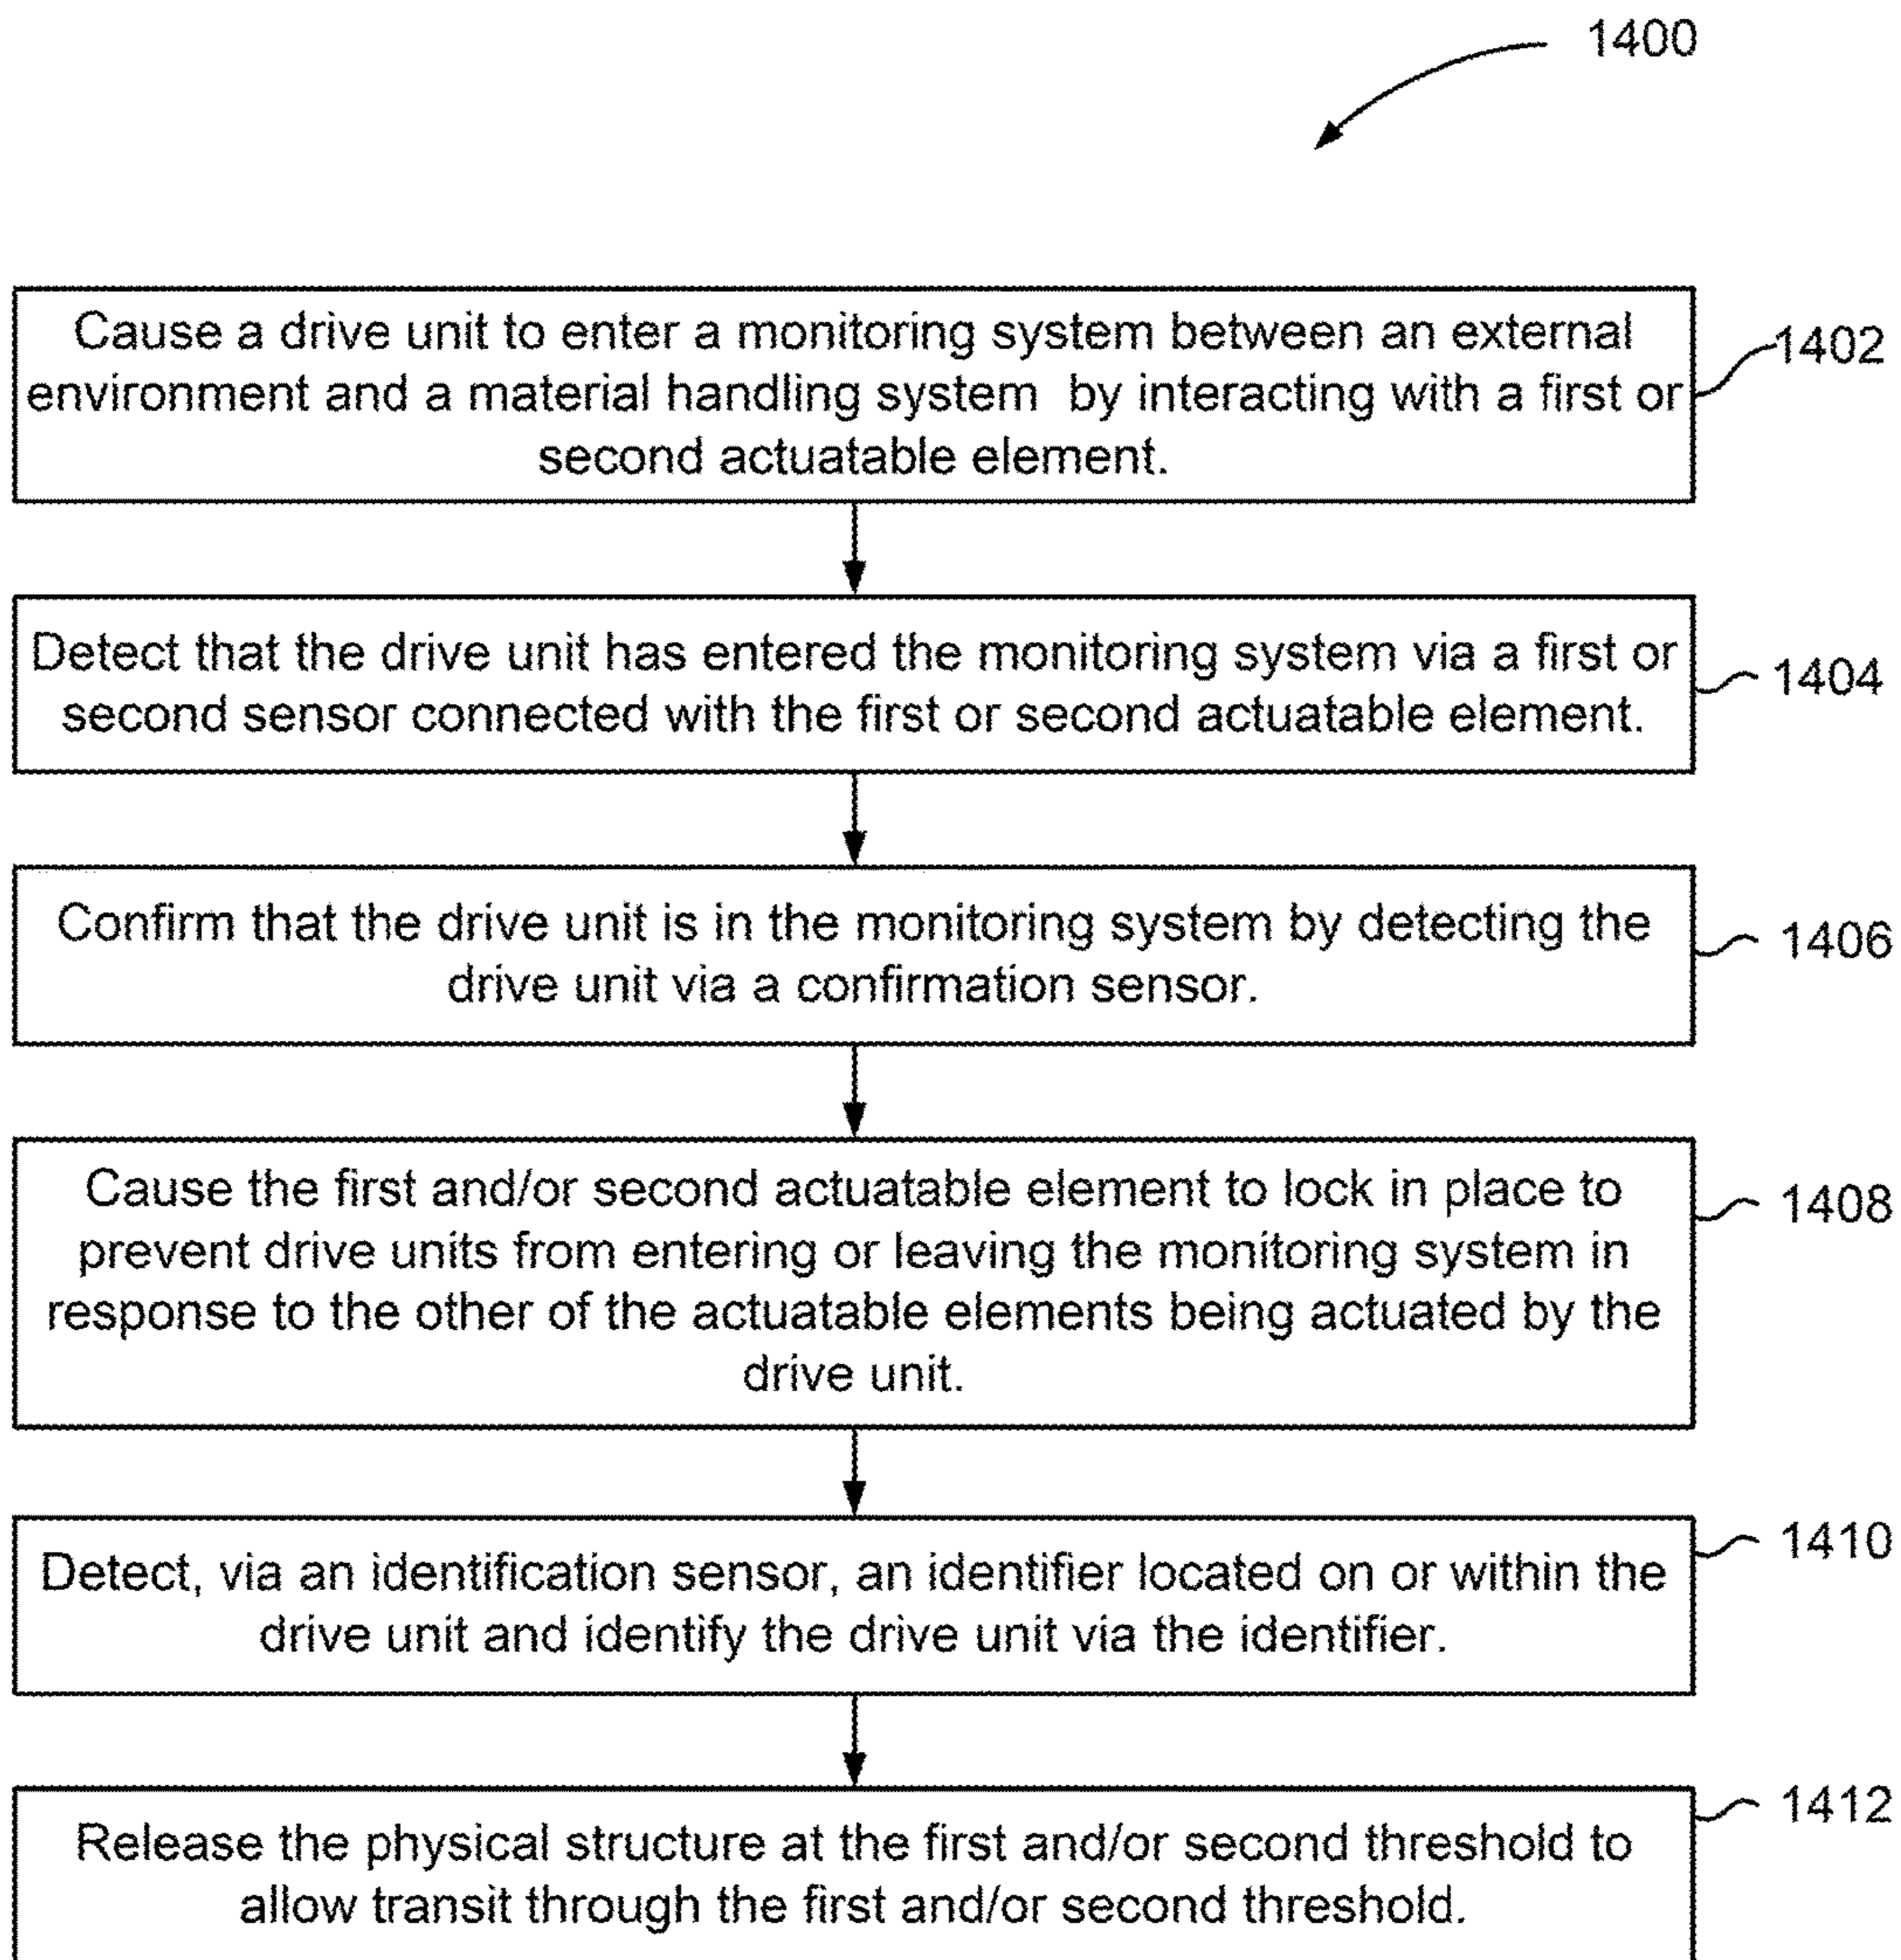 1400
Cause a drive unit to enter a monitoring system between an external
environment and a material handling system by interacting with a first or
second actuatable element.
1402
Detect that the drive unit has entered the monitoring system via a first or
second sensor connected with the first or second actuatable element.
1404
Confirm that the drive unit is in the monitoring system by detecting the
drive unit via a confirmation sensor.
1406
Cause the first and/or second actuatable element to lock in place to
prevent drive units from entering or leaving the monitoring system in
response to the other of the actuatable elements being actuated by the
drive unit.
1408
Detect, via an identification sensor, an identifier located on or within the
drive unit and identify the drive unit via the identifier.
1410
Release the physical structure at the first and/or second threshold to
allow transit through the first and/or second threshold.
1412